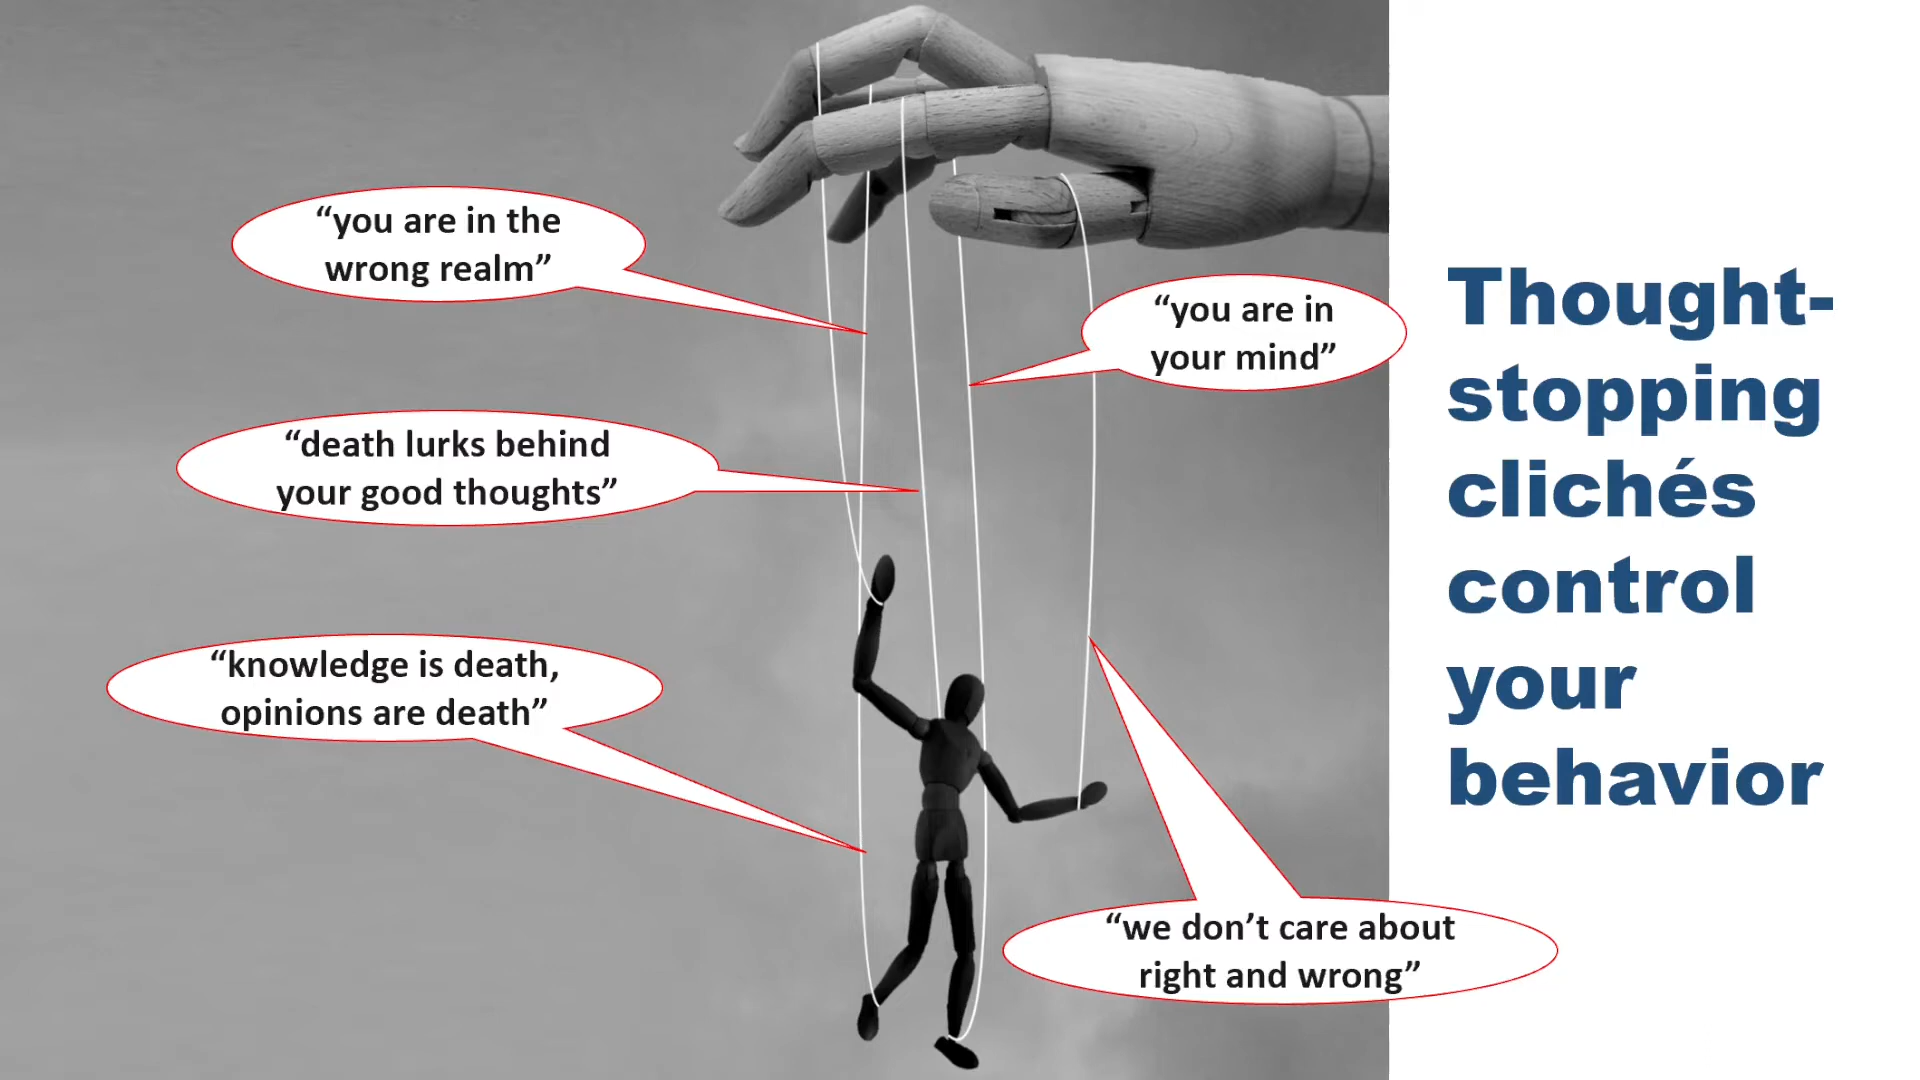 “you are in the
wrong realm”
“you are in
your mind”
“death lurks behind
your good thoughts”
“knowledge is death,
opinions are death”
“we don’t care about
right and wrong”
Thought-
stopping
clichés
control
your
behavior